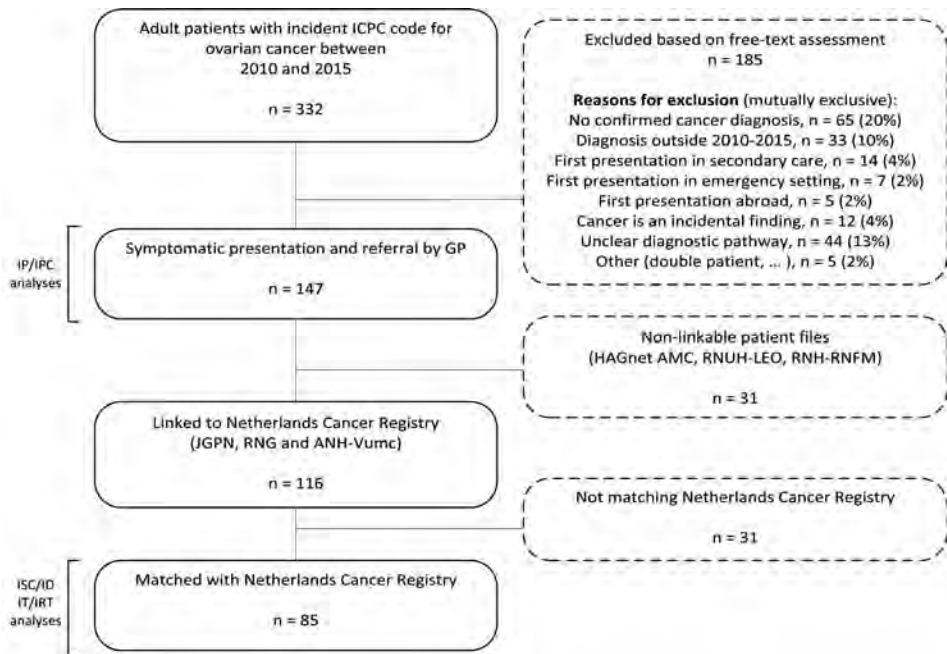 Adult patients with incident ICPC code for
ovarian cancer between
2010 and 2015
n = 332
Excluded based on free-text assessment
n = 185
Reasons for exclusion (mutually exclusive):
No confirmed cancer diagnosis, n = 65 (20%)
Diagnosis outside 2010-2015, n = 33 (10%)
First presentation in secondary care, n = 14 (4%)
First presentation in emergency setting, n = 7 (2%)
First presentation abroad, n = 5 (2%)
Cancer is an incidental finding, n = 12 (4%)
Unclear diagnostic pathway, n = 44 (13%)
Other (double patient, ... ), n = 5 (2%)
IP/IPC
analyses
Symptomatic presentation and referral by GP
n = 147
Non-linkable patient files
(HAGnet AMC, RNUH-LEO, RNH-RNFM)
n = 31
Linked to Netherlands Cancer Registry
(JGPN, RNG and ANH-Vumc)
n = 116
Not matching Netherlands Cancer Registry
n = 31
ISC/ID
IT/IRT
analyses
Matched with Netherlands Cancer Registry
n = 85